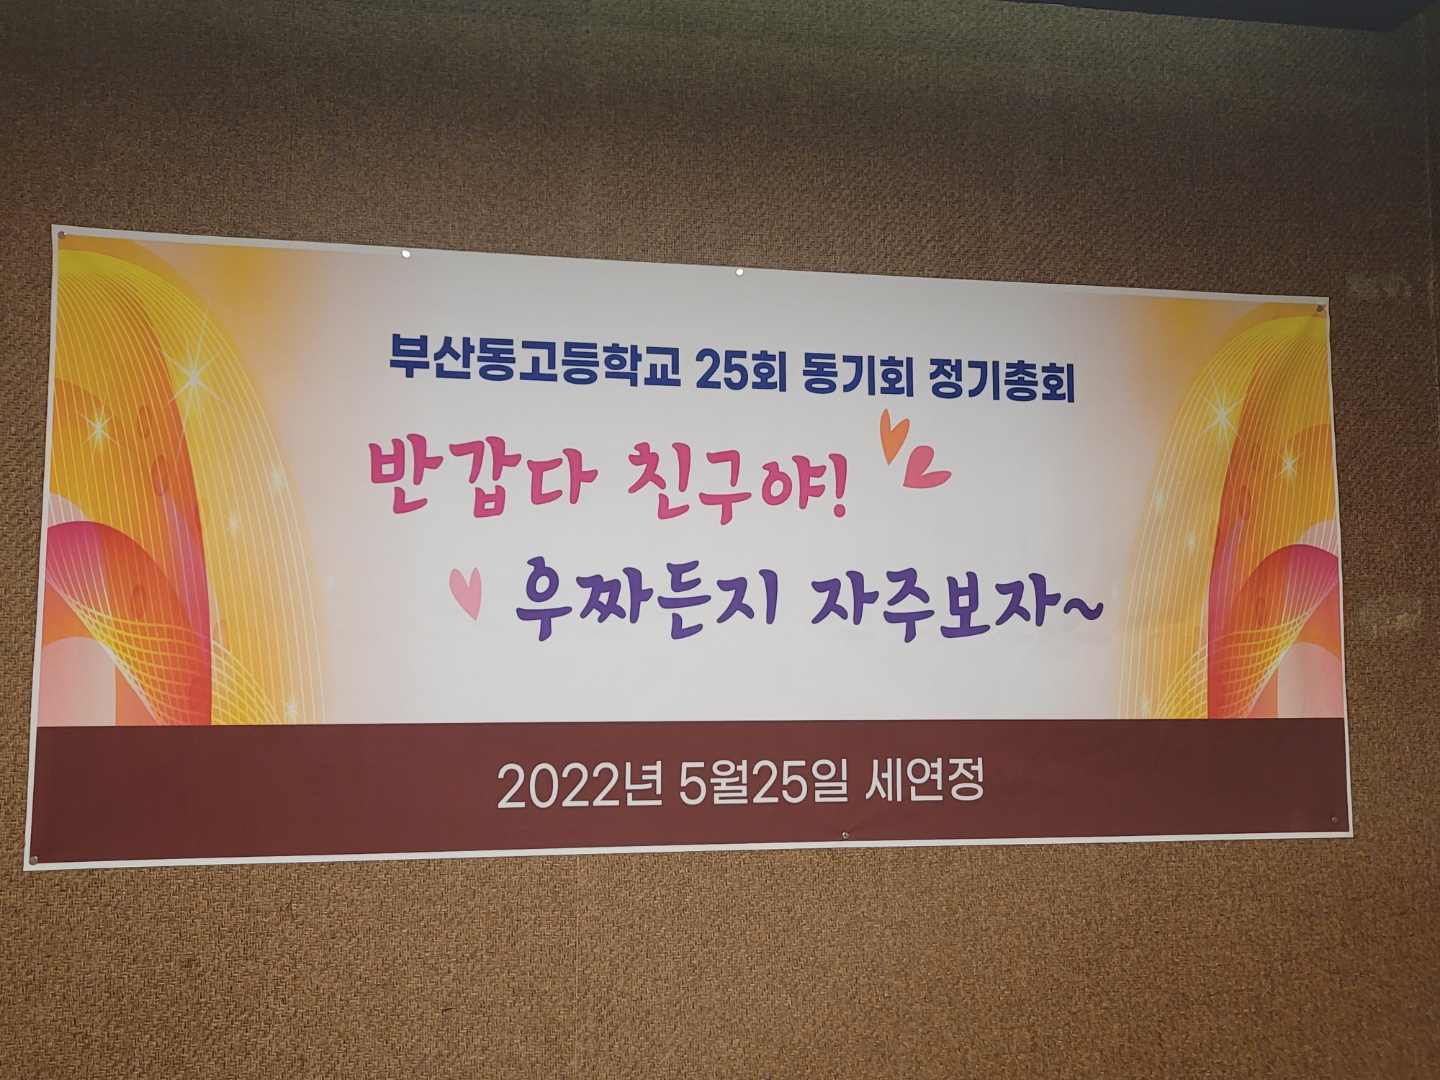 부산동고등학교 25회 동기회 정기총회
반갑다 친구야!
우짜든지 자주보자~
2022년 5월25일 세연정